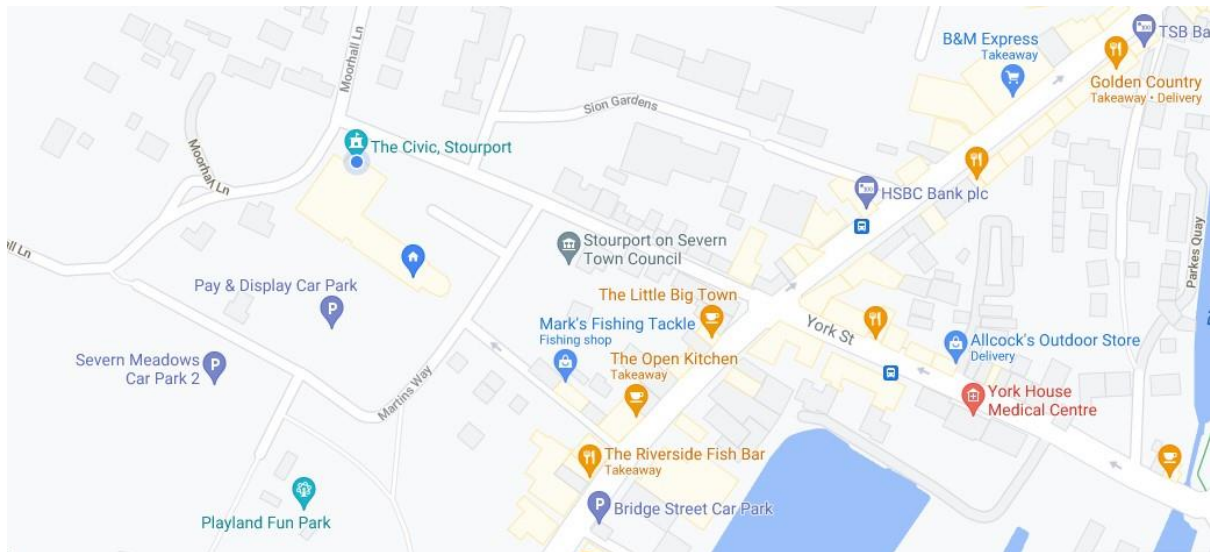 Moorhall Ln
TSB Ba
B&M Express
Takeaway
Golden Country
Takeaway • Delivery
Sion Gardens
The Civic, Stourport
Moorhall Ln
HSBC Bank plc
Parkes Quay
all Ln
Stourport on Severn
Town Council
Pay & Display Car Park
The Little Big Town
York St
Mark's Fishing Tackle
Fishing shop
Allcock's Outdoor Store
Delivery
Severn Meadows
Car Park 2
The Open Kitchen
Takeaway
Martins Way
York House
Medical Centre
The Riverside Fish Bar
Takeaway
Playland Fun Park
Bridge Street Car Park